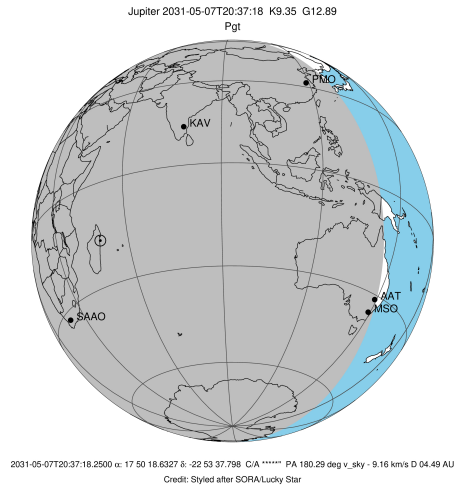 Jupiter 2031-05-07T20:37:18 K9.35 G12.89
Pgt
PMO
KAV
AAT
MSO
SAAO
2031-05-07T20:37:18.2500 α: 17 50 18.6327 δ: -22 53 37.798 C/A *****" PA 180.29 deg v_sky - 9.16 km/s D 04.49 AU
Credit: Styled after SORA/Lucky Star